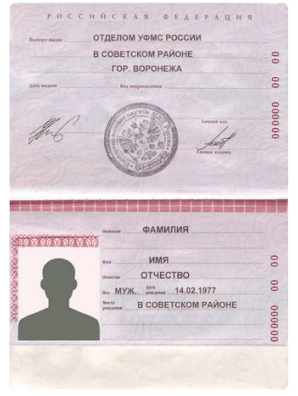 РОССИЙСКАЯ ФЕДЕРАЦИЯ
Паспорт выдан ОТДЕЛОМ УФМС РОССИИ
В СОВЕТСКОМ РАЙОНЕ
ГОР. ВОРОНЕЖА
Дата выдачи Код подразделения
Личный код
Личная подпись
00 00 000000
Фамилия ФАМИЛИЯ
Имя ИМЯ
Отчество ОТЧЕСТВО
Пол МУЖ. Дата рождения 14.02.1977
Место рождения В СОВЕТСКОМ РАЙОНЕ
00 00 000000